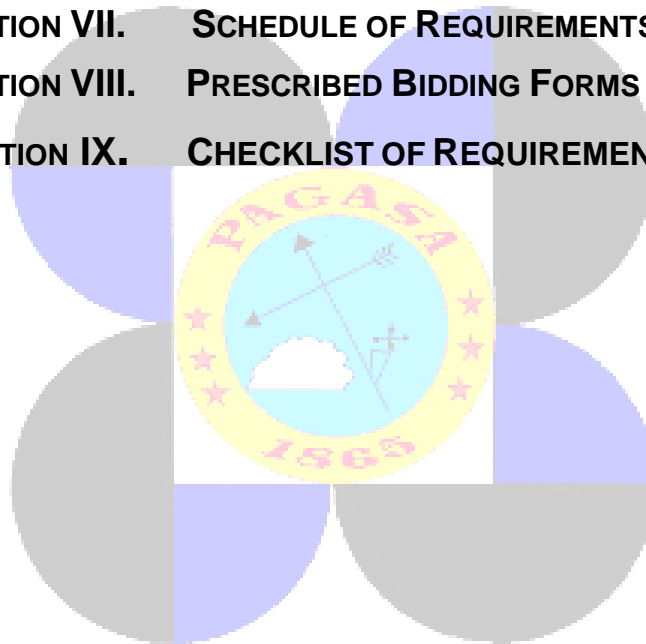 TION VII. SCHEDULE OF REQUIREMENTS
TION VIII. PRESCRIBED BIDDING FORMS
TION IX. CHECKLIST OF REQUIREMEN
PAGASA
1865